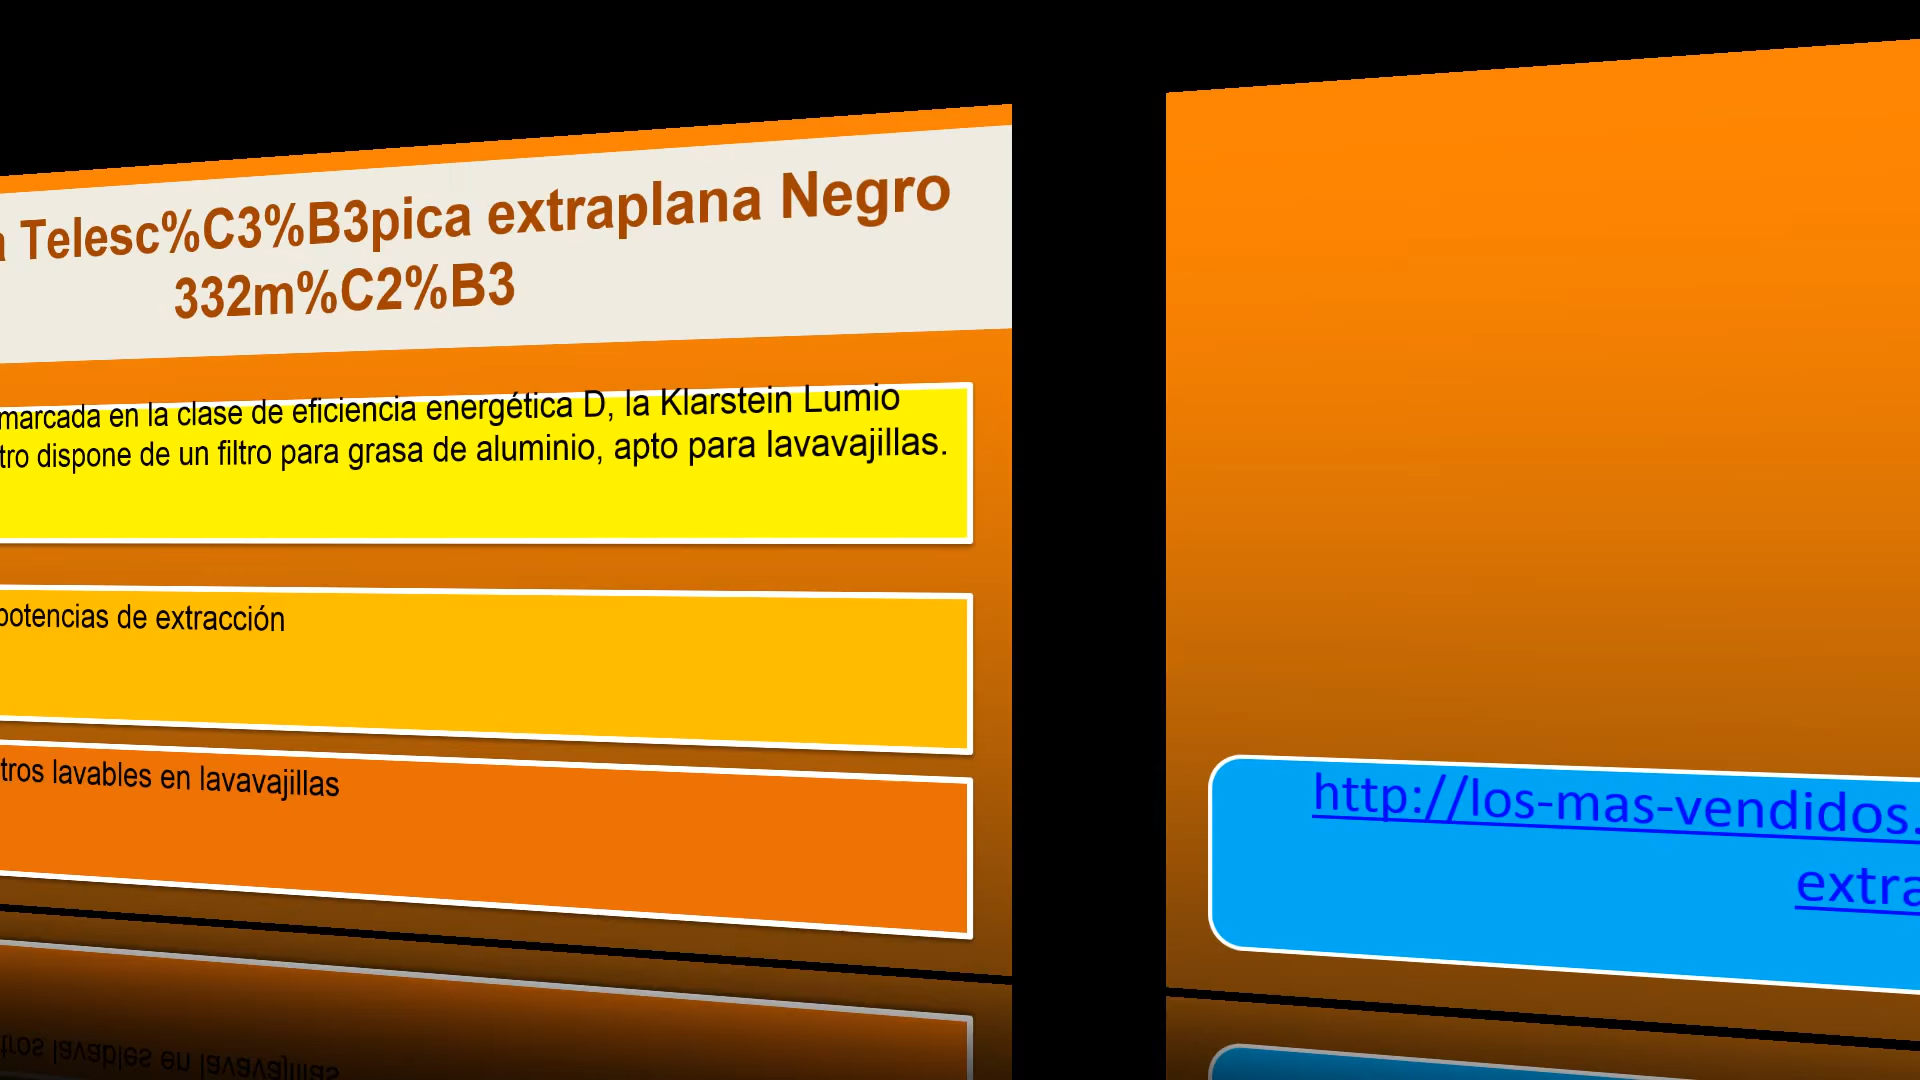 Telesc%C3%B3pica extraplana Negro
332m%C2%B3
marcada en la clase de eficiencia energética D, la Klarstein Lumio
dispone de un filtro para grasa de aluminio, apto para lavavajillas.
potencias de extracción
lavables en lavavajillas
http://los-mas-vendidos.
extra